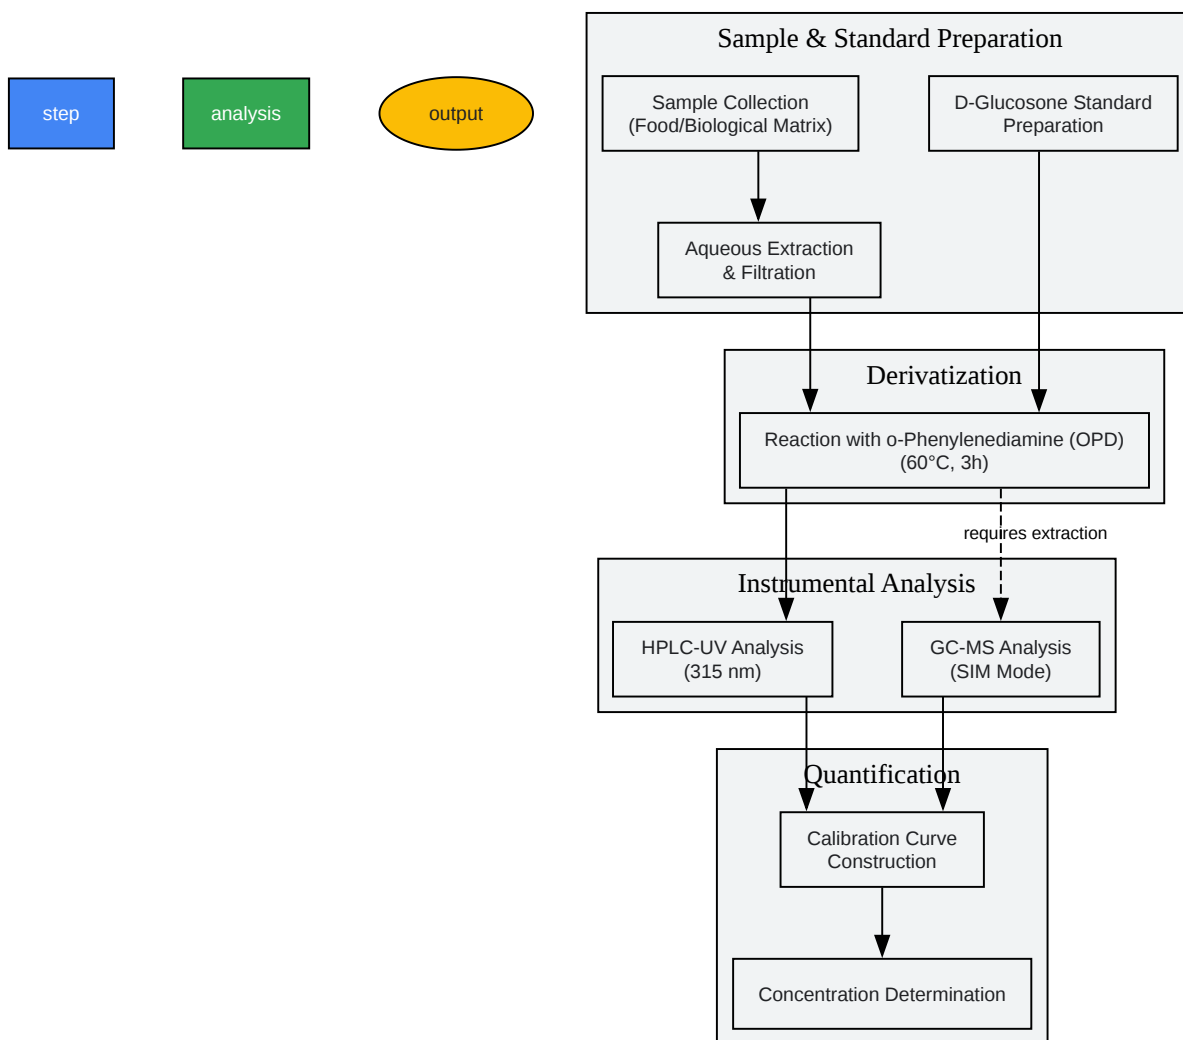 Sample & Standard Preparation
step
analysis
output
Sample Collection
(Food/Biological Matrix)
D-Glucosone Standard
Preparation
Aqueous Extraction
& Filtration
Derivatization
Reaction with o-Phenylenediamine (OPD)
(60°C, 3h)
requires extraction
Instrumental Analysis
HPLC-UV Analysis
(315 nm)
GC-MS Analysis
(SIM Mode)
Quantification
Calibration Curve
Construction
Concentration Determination